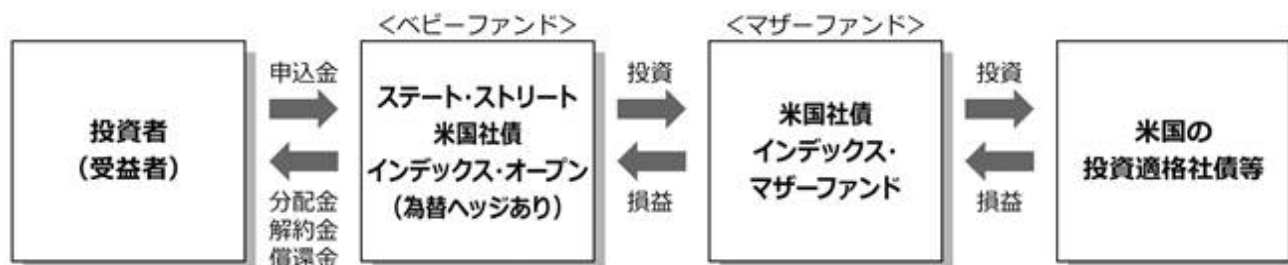 ＜ベビーファンド＞
＜マザーファンド＞
投資者
（受益者）
申込金
分配金
解約金
償還金
ステート・ストリート
米国社債
インデックス・オープン
（為替ヘッジあり）
投資
損益
米国社債
インデックス・
マザーファンド
投資
損益
米国の
投資適格社債等